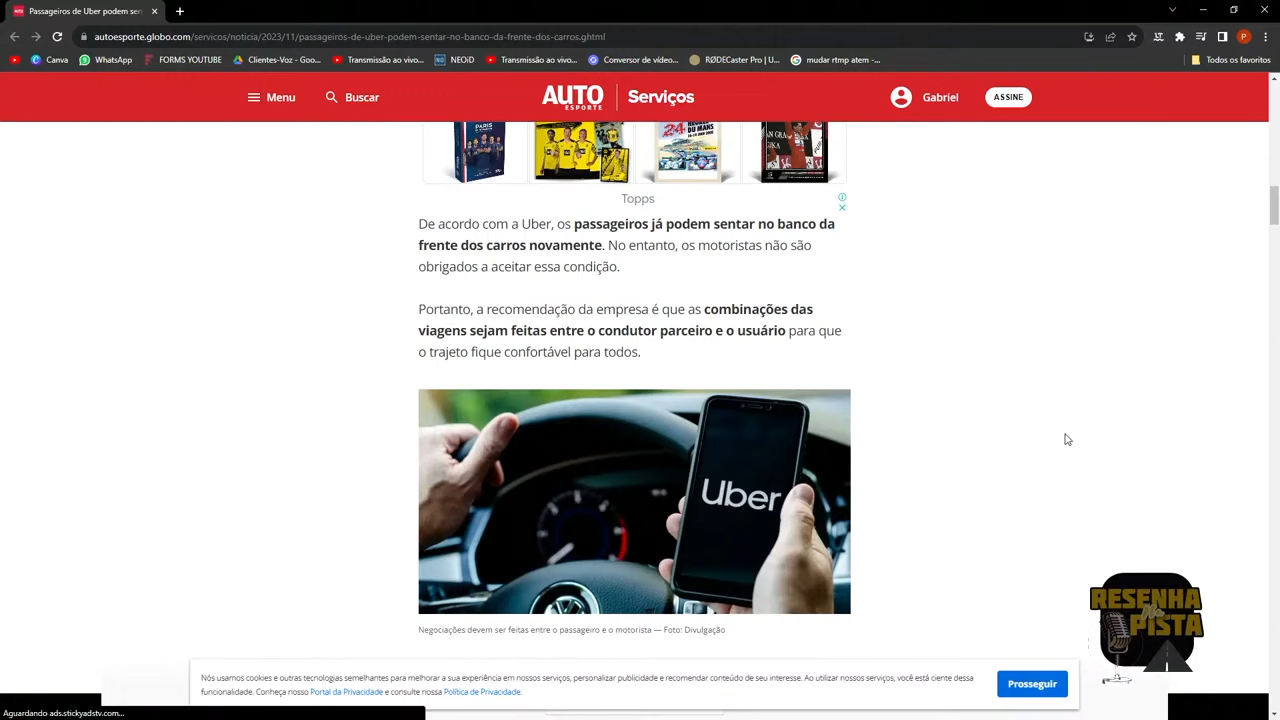 Passageiros de Uber podem sen
autoesporte.globo.com/servicos/noticia/2023/11/passageiros-de-uber-podem-sentar-no-banco-da-frente-dos-carros.ghtml
Canva
WhatsApp
FORMS YOUTUBE
Clientes-Voz - Goo...
Transmissão ao vivo...
NEOiD
Transmissão ao vivo...
Conversor de vídeo...
RØDECaster Pro | U...
mudar rtmp atem -...
Todos os favoritos
Menu
Buscar
AUTO
ESPORTE
Serviços
Gabriel
ASSINE
PARIS
24
DU MANS
Topps
De acordo com a Uber, os passageiros já podem sentar no banco da
frente dos carros novamente. No entanto, os motoristas não são
obrigados a aceitar essa condição.
Portanto, a recomendação da empresa é que as combinações das
viagens sejam feitas entre o condutor parceiro e o usuário para que
o trajeto fique confortável para todos.
Uber
Negociações devem ser feitas entre o passageiro e o motorista — Foto: Divulgação
RESENHA
Na
PISTA
Nós usamos cookies e outras tecnologias semelhantes para melhorar a sua experiência em nossos serviços, personalizar publicidade e recomendar conteúdo de seu interesse. Ao utilizar nossos serviços, você está ciente dessa
funcionalidade. Conheça nosso Portal da Privacidade e consulte nossa Política de Privacidade.
Prosseguir
Aguardando ads.stickyadstv.com...